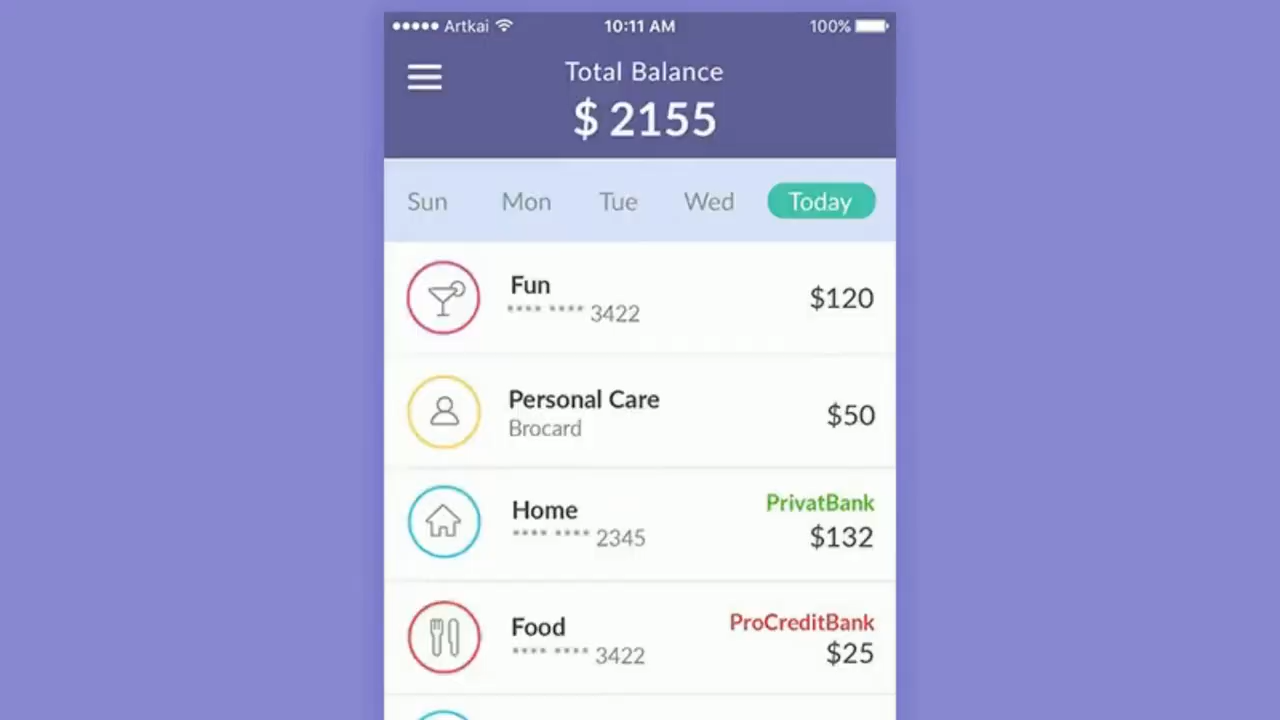 Artkai 10:11 AM 100%
Total Balance
$ 2155
Sun Mon Tue Wed Today
Fun
**** **** 3422
$120
Personal Care
Brocard
$50
Home
**** **** 2345
PrivatBank
$132
Food
**** **** 3422
ProCreditBank
$25